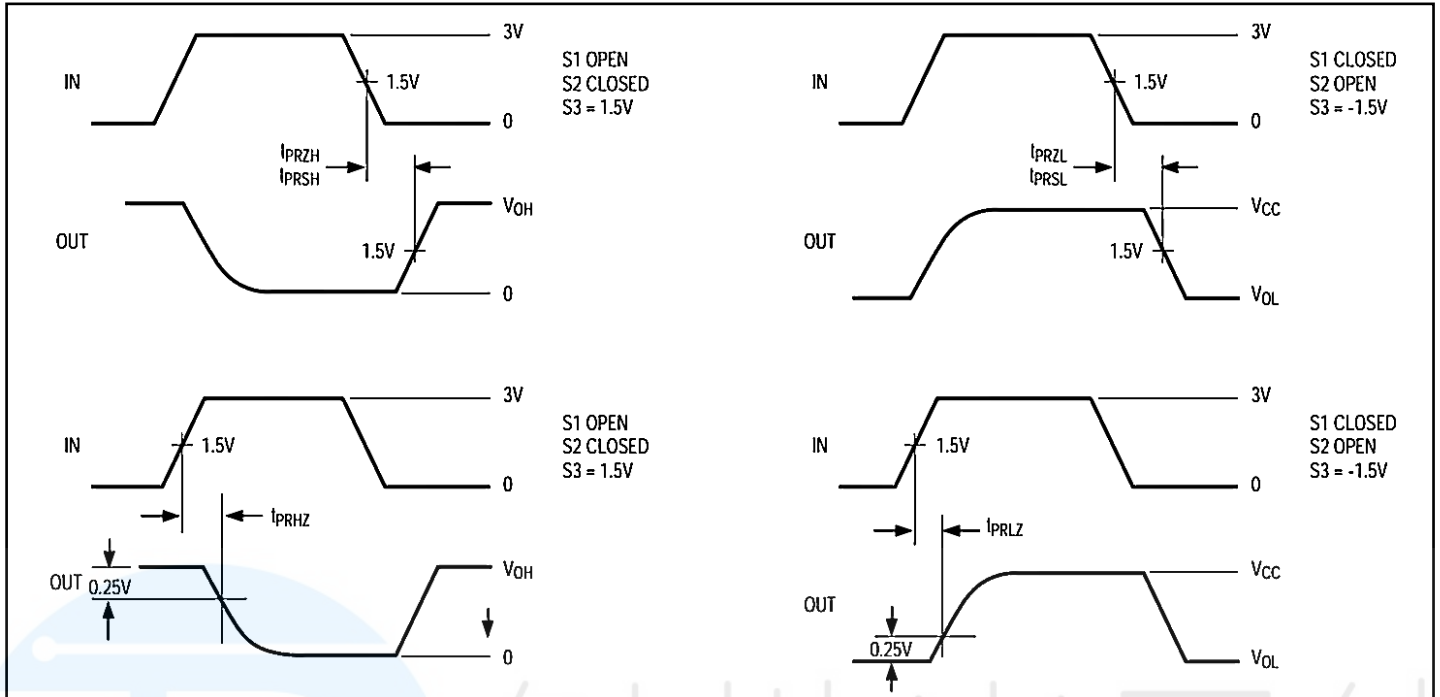 3V
S1 OPEN
S2 CLOSED
S3 = 1.5V
IN
1.5V
0
tPRZH
tPRSH
VOH
OUT
1.5V
0
3V
S1 CLOSED
S2 OPEN
S3 = -1.5V
IN
1.5V
0
tPRZL
tPRSL
VCC
OUT
1.5V
VOL
3V
S1 OPEN
S2 CLOSED
S3 = 1.5V
IN
1.5V
0
tPRHZ
VOH
OUT
0.25V
0
3V
S1 CLOSED
S2 OPEN
S3 = -1.5V
IN
1.5V
0
tPRLZ
VCC
OUT
0.25V
VOL